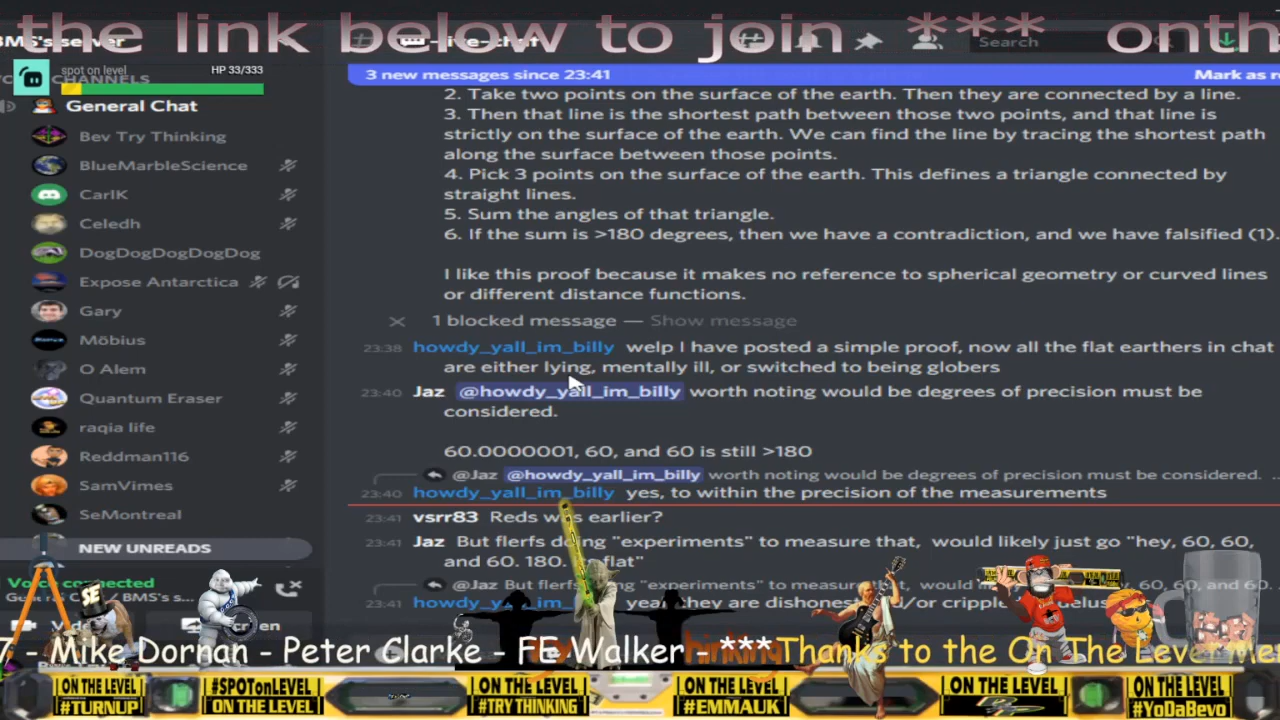 the link below to join *** onth
BMS's server
Search
spot on level
HP 33/333
CHANNELS
General Chat
Bev Try Thinking
BlueMarbleScience
CarlK
Celedh
DogDogDogDogDog
Expose Antarctica
Gary
Möbius
O Alem
Quantum Eraser
raqia life
Reddman116
SamVimes
SeMontreal
NEW UNREADS
Voice connected
/ BMS's s...
3 new messages since 23:41
Mark as re
2. Take two points on the surface of the earth. Then they are connected by a line.
3. Then that line is the shortest path between those two points, and that line is
strictly on the surface of the earth. We can find the line by tracing the shortest path
along the surface between those points.
4. Pick 3 points on the surface of the earth. This defines a triangle connected by
straight lines.
5. Sum the angles of that triangle.
6. If the sum is >180 degrees, then we have a contradiction, and we have falsified (1).
I like this proof because it makes no reference to spherical geometry or curved lines
or different distance functions.
1 blocked message — Show message
23:38 howdy_yall_im_billy welp I have posted a simple proof, now all the flat earthers in chat
are either lying, mentally ill, or switched to being globers
23:40 Jaz @howdy_yall_im_billy worth noting would be degrees of precision must be
considered.
60.0000001, 60, and 60 is still >180
@Jaz @howdy_yall_im_billy worth noting would be degrees of precision must be considered. ...
23:40 howdy_yall_im_billy yes, to within the precision of the measurements
23:41 vsrr83 Reds was earlier?
23:41 Jaz But flerfs doing "experiments" to measure that, would likely just go "hey, 60, 60,
and 60. 180. flat"
@Jaz But flerfs doing "experiments" to measure that, 60, 60, and 60.
23:41 they are dishonest
7 - Mike Dornan - Peter Clarke - FE Walker - *** Thanks to the On The Level Mem
ON THE LEVEL
#TURNUP
#SPOTonLEVEL
ON THE LEVEL
ON THE LEVEL
#TRY THINKING
ON THE LEVEL
#EMMAUK
ON THE LEVEL
ON THE LEVEL
#YoDaBevo